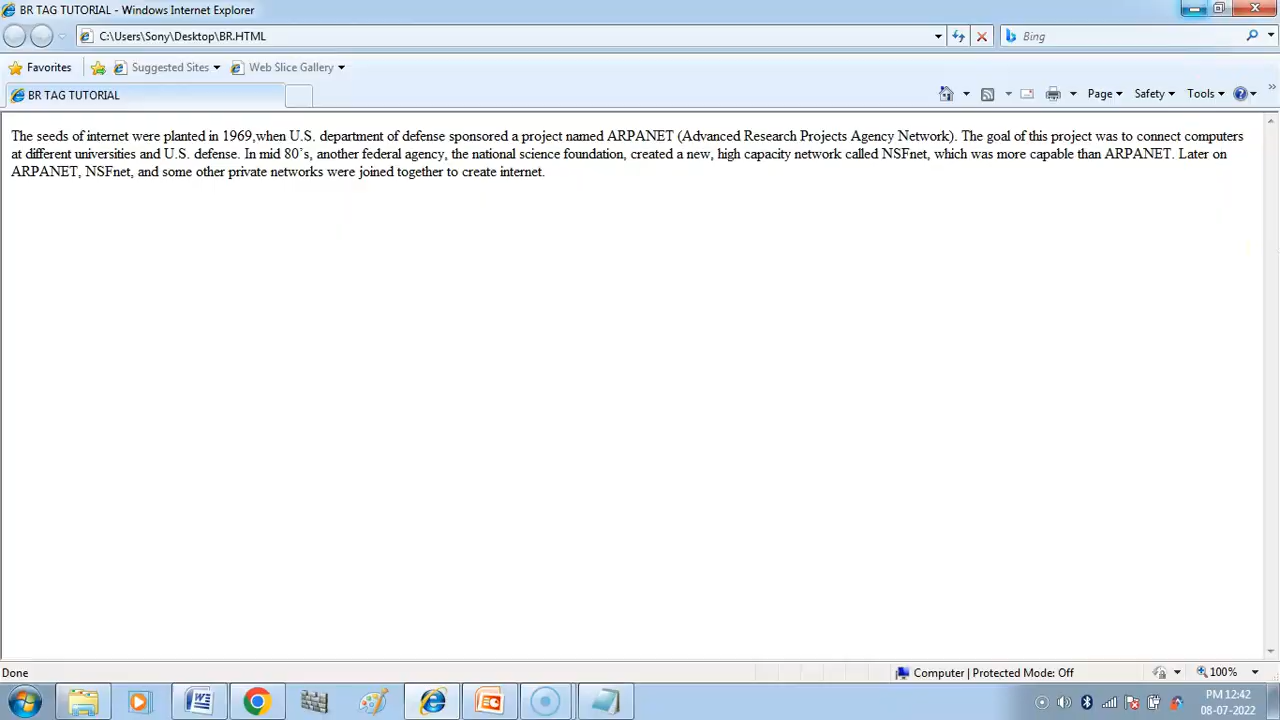 BR TAG TUTORIAL - Windows Internet Explorer
C:\Users\Sony\Desktop\BR.HTML
Bing
Favorites
Suggested Sites
Web Slice Gallery
BR TAG TUTORIAL
Page
Safety
Tools
The seeds of internet were planted in 1969,when U.S. department of defense sponsored a project named ARPANET (Advanced Research Projects Agency Network). The goal of this project was to connect computers
at different universities and U.S. defense. In mid 80's, another federal agency, the national science foundation, created a new, high capacity network called NSFnet, which was more capable than ARPANET. Later on
ARPANET, NSFnet, and some other private networks were joined together to create internet.
Done
Computer | Protected Mode: Off
100%
PM 12:42
08-07-2022